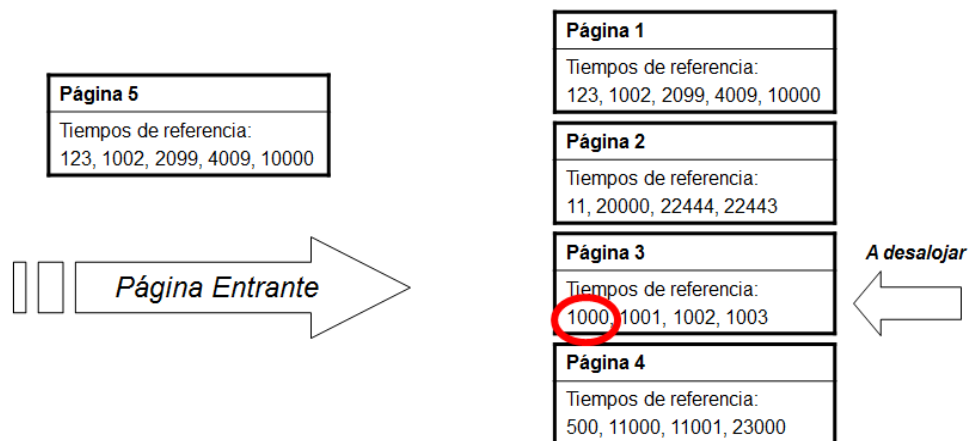 Página 5
Tiempos de referencia:
123, 1002, 2099, 4009, 10000
Página Entrante
Página 1
Tiempos de referencia:
123, 1002, 2099, 4009, 10000
Página 2
Tiempos de referencia:
11, 20000, 22444, 22443
Página 3
Tiempos de referencia:
1000, 1001, 1002, 1003
A desalojar
Página 4
Tiempos de referencia:
500, 11000, 11001, 23000